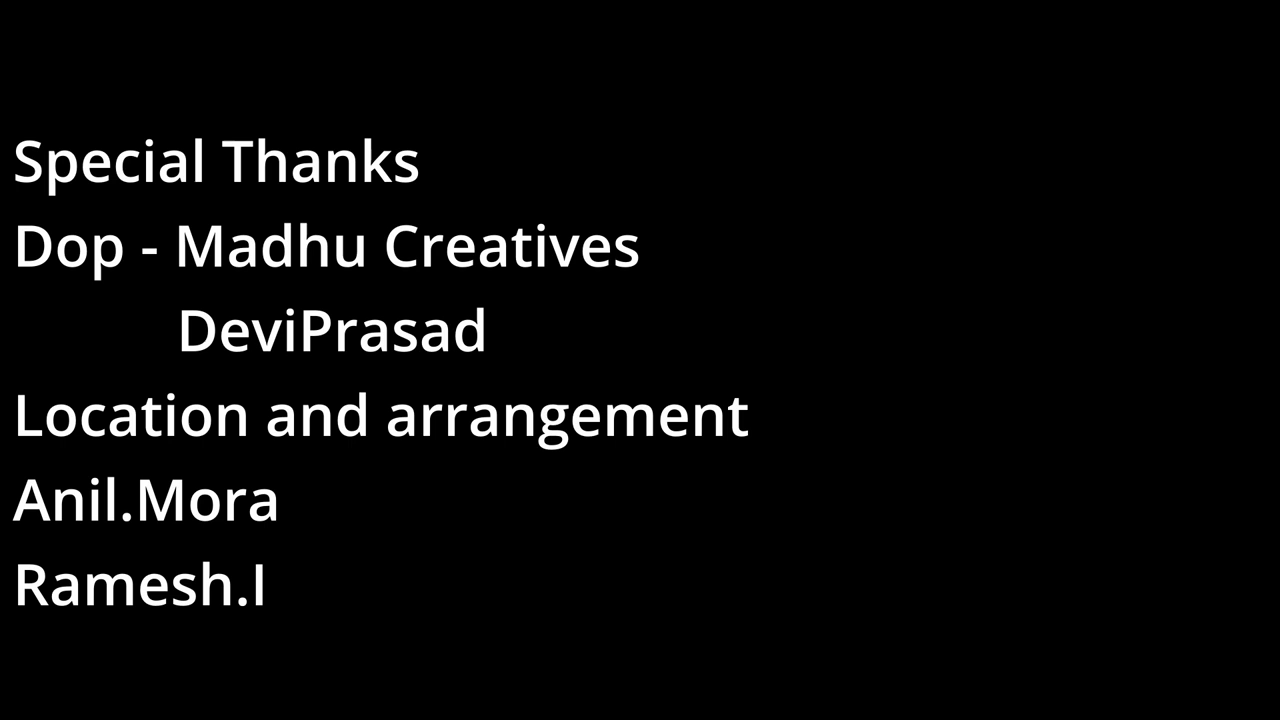 Special Thanks
Dop - Madhu Creatives
DeviPrasad
Location and arrangement
Anil.Mora
Ramesh.I